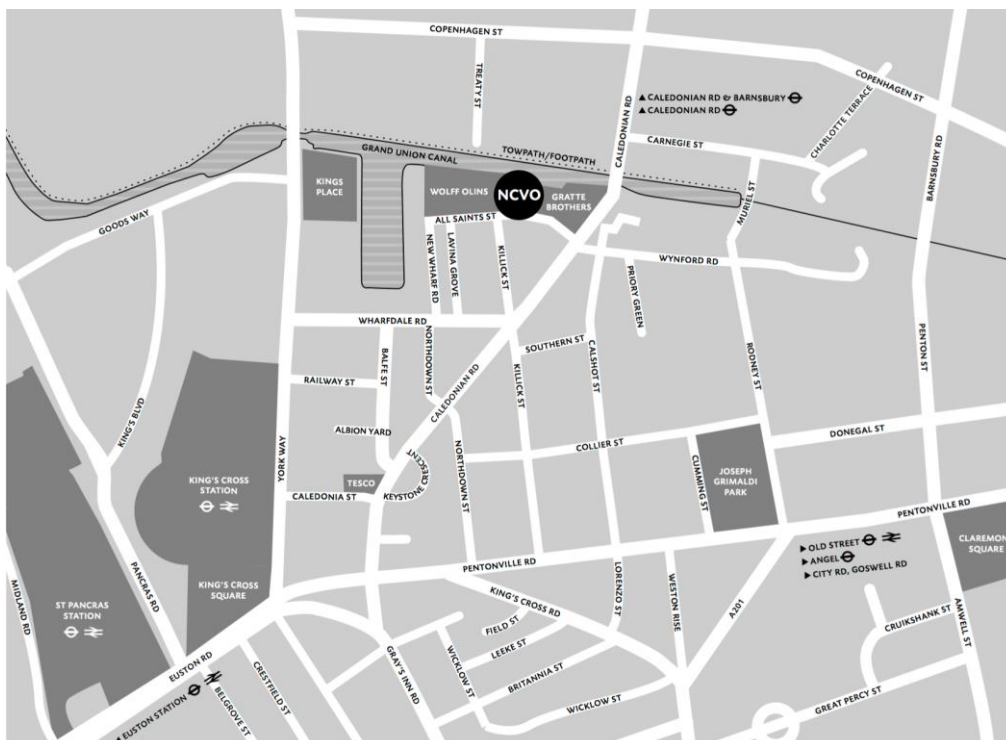 COPENHAGEN ST
COPENHAGEN ST
TREATY ST
CALEDONIAN RD
▲ CALEDONIAN RD & BARNSBURY
▲ CALEDONIAN RD
CHARLOTTE TERRACE
BARNSBURY RD
CARNEGIE ST
GRAND UNION CANAL
TOWPATH/FOOTPATH
KINGS
PLACE
WOLFF OLINS
NCVO
GRATTE
BROTHERS
MURIEL ST
GOODS WAY
ALL SAINTS ST
NEW WHARF RD
LAVINA GROVE
KILLICK ST
WYNFORD RD
PRIORY GREEN
WHARFDALE RD
NORTHDOWN ST
BALFE ST
SOUTHERN ST
CALSHOT ST
RODNEY ST
PENTON ST
RAILWAY ST
CALEDONIAN RD
KILLICK ST
KING'S BLVD
YORK WAY
ALBION YARD
KEYSTONE CRESCENT
NORTHDOWN ST
COLLIER ST
CUMMING ST
DONEGAL ST
JOSEPH
GRIMALDI
PARK
KING'S CROSS
STATION
TESCO
CALEDONIA ST
PENTONVILLE RD
PENTONVILLE RD
▶ OLD STREET
▶ ANGEL
▶ CITY RD, GOSWELL RD
CLAREMON
SQUARE
PANCRAS RD
KING'S CROSS
SQUARE
MIDLAND RD
ST PANCRAS
STATION
KING'S CROSS RD
LORENZO ST
WESTON RISE
A201
CRUIKSHANK ST
AMWELL ST
FIELD ST
LEEKE ST
WICKLOW ST
BRITANNIA ST
WICKLOW ST
GRAY'S INN RD
GREAT PERCY ST
EUSTON RD
▲ EUSTON STATION
BELGROVE ST
CRESTFIELD ST